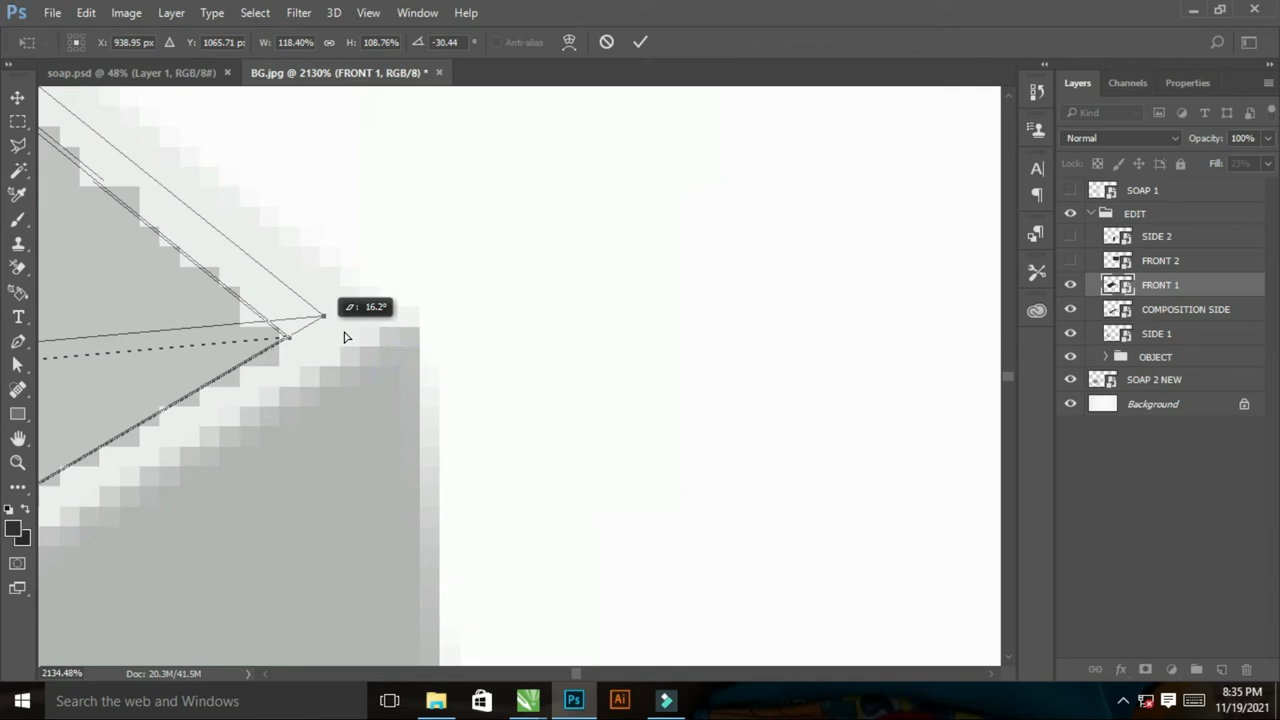 Ps File Edit Image Layer Type Select Filter 3D View Window Help
X: 938.95 px Y: 1065.71 px W: 118.40% H: 108.76% -30.44 ° Anti-alias
soap.psd @ 48% (Layer 1, RGB/8#) × BG.jpg @ 2130% (FRONT 1, RGB/8) * ×
Layers Channels Properties
Kind
Normal Opacity: 100%
Lock: Fill: 23%
SOAP 1
EDIT
SIDE 2
FRONT 2
FRONT 1
COMPOSITION SIDE
SIDE 1
OBJECT
SOAP 2 NEW
Background
16.2°
2134.48% Doc: 20.3M/41.5M
Search the web and Windows
Ps Ai
8:35 PM
11/19/2021